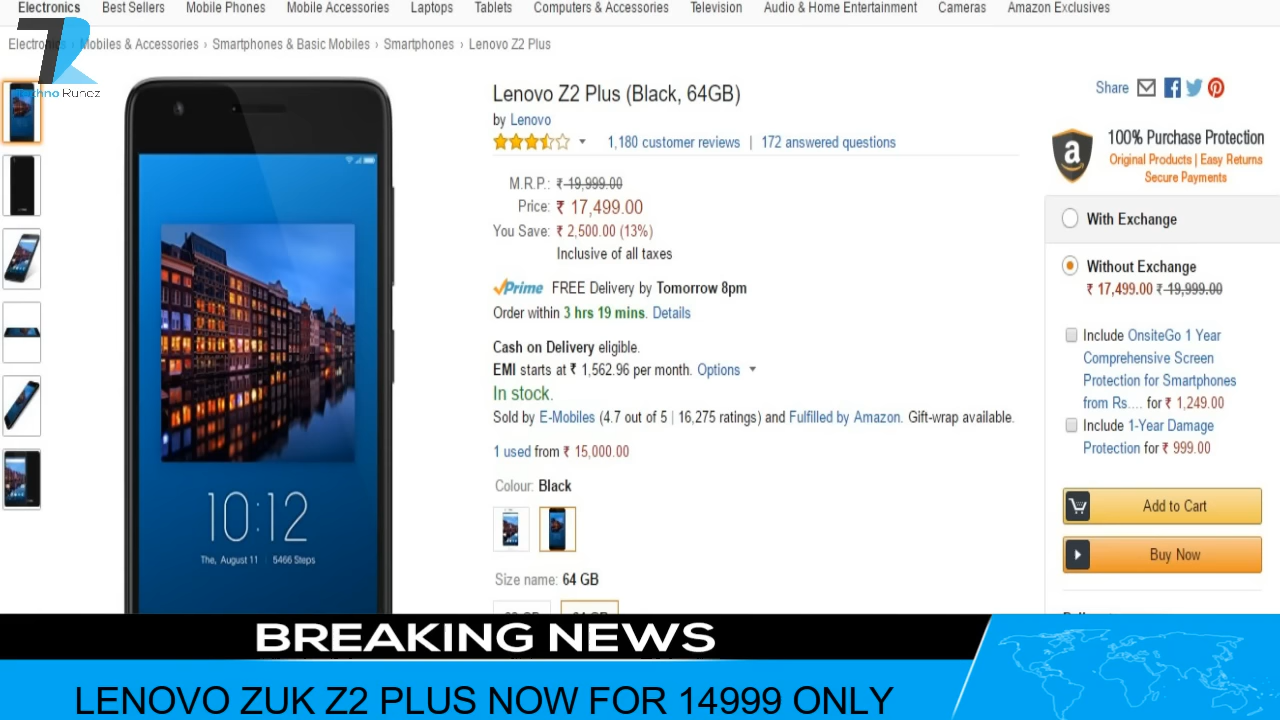 Electronics Best Sellers Mobile Phones Mobile Accessories Laptops Tablets Computers & Accessories Television Audio & Home Entertainment Cameras Amazon Exclusives
Electronics › Mobiles & Accessories › Smartphones & Basic Mobiles › Smartphones › Lenovo Z2 Plus
Techno Runez
Lenovo Z2 Plus (Black, 64GB)
by Lenovo
1,180 customer reviews | 172 answered questions
M.R.P.: ₹ 19,999.00
Price: ₹ 17,499.00
You Save: ₹ 2,500.00 (13%)
Inclusive of all taxes
Prime FREE Delivery by Tomorrow 8pm
Order within 3 hrs 19 mins. Details
Cash on Delivery eligible.
EMI starts at ₹ 1,562.96 per month. Options
In stock.
Sold by E-Mobiles (4.7 out of 5 | 16,275 ratings) and Fulfilled by Amazon. Gift-wrap available.
1 used from ₹ 15,000.00
Colour: Black
Size name: 64 GB
10:12
Thu, August 11 | 5466 Steps
Share
a
100% Purchase Protection
Original Products | Easy Returns
Secure Payments
With Exchange
Without Exchange
₹ 17,499.00 ₹ 19,999.00
Include OnsiteGo 1 Year
Comprehensive Screen
Protection for Smartphones
from Rs.... for ₹ 1,249.00
Include 1-Year Damage
Protection for ₹ 999.00
Add to Cart
Buy Now
BREAKING NEWS
LENOVO ZUK Z2 PLUS NOW FOR 14999 ONLY